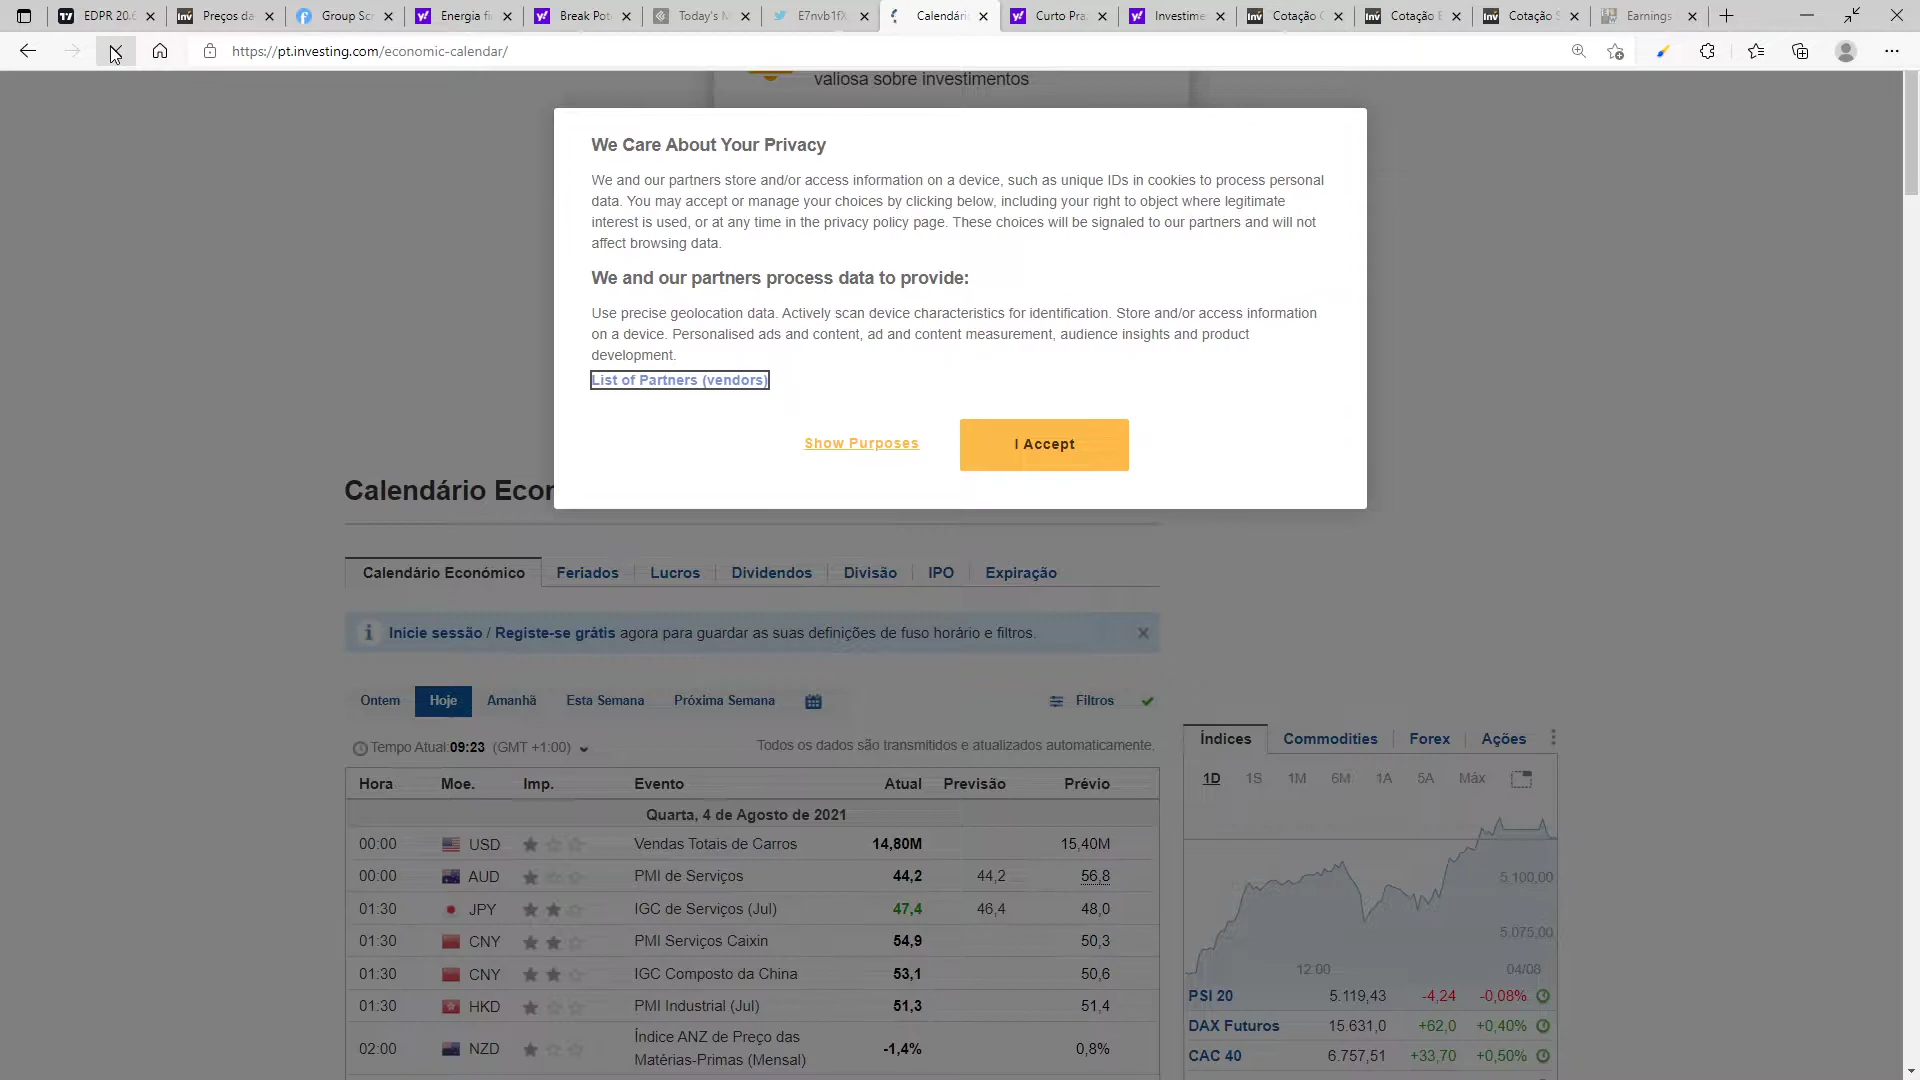 EDPR 20.6
Preços da
Group Sc
Energia fi
Break Pot
Today's M
E7nvb1fX
Calendári
Curto Pra
Investime
Cotação
Cotação
Cotação
Earnings
https://pt.investing.com/economic-calendar/
valiosa sobre investimentos
We Care About Your Privacy
We and our partners store and/or access information on a device, such as unique IDs in cookies to process personal
data. You may accept or manage your choices by clicking below, including your right to object where legitimate
interest is used, or at any time in the privacy policy page. These choices will be signaled to our partners and will not
affect browsing data.
We and our partners process data to provide:
Use precise geolocation data. Actively scan device characteristics for identification. Store and/or access information
on a device. Personalised ads and content, ad and content measurement, audience insights and product
development.
List of Partners (vendors)
Show Purposes
I Accept
Calendário Econ
Calendário Económico Feriados Lucros Dividendos Divisão IPO Expiração
Inicie sessão / Registe-se grátis agora para guardar as suas definições de fuso horário e filtros.
Ontem Hoje Amanhã Esta Semana Próxima Semana Filtros
Tempo Atual:09:23 (GMT +1:00) Todos os dados são transmitidos e atualizados automaticamente.
Hora Moe. Imp. Evento Atual Previsão Prévio
Quarta, 4 de Agosto de 2021
00:00 USD Vendas Totais de Carros 14,80M 15,40M
00:00 AUD PMI de Serviços 44,2 44,2 56,8
01:30 JPY IGC de Serviços (Jul) 47,4 46,4 48,0
01:30 CNY PMI Serviços Caixin 54,9 50,3
01:30 CNY IGC Composto da China 53,1 50,6
01:30 HKD PMI Industrial (Jul) 51,3 51,4
02:00 NZD Índice ANZ de Preço das
Matérias-Primas (Mensal) -1,4% 0,8%
Índices Commodities Forex Ações
1D 1S 1M 6M 1A 5A Máx
5.100,00
5.075,00
12:00 04/08
PSI 20 5.119,43 -4,24 -0,08%
DAX Futuros 15.631,0 +62,0 +0,40%
CAC 40 6.757,51 +33,70 +0,50%